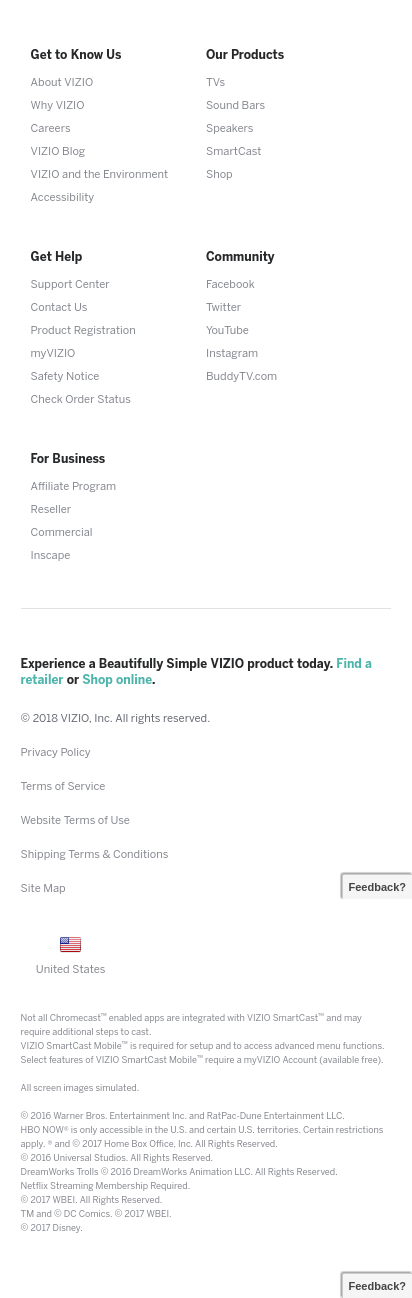 Get to Know Us
About VIZIO
Why VIZIO
Careers
VIZIO Blog
VIZIO and the Environment
Accessibility
Our Products
TVs
Sound Bars
Speakers
SmartCast
Shop
Get Help
Support Center
Contact Us
Product Registration
myVIZIO
Safety Notice
Check Order Status
Community
Facebook
Twitter
YouTube
Instagram
BuddyTV.com
For Business
Affiliate Program
Reseller
Commercial
Inscape
Experience a Beautifully Simple VIZIO product today. Find a
retailer or Shop online.
© 2018 VIZIO, Inc. All rights reserved.
Privacy Policy
Terms of Service
Website Terms of Use
Shipping Terms & Conditions
Site Map
Feedback?
United States
Not all Chromecast™ enabled apps are integrated with VIZIO SmartCast™ and may
require additional steps to cast.
VIZIO SmartCast Mobile™ is required for setup and to access advanced menu functions.
Select features of VIZIO SmartCast Mobile™ require a myVIZIO Account (available free).
All screen images simulated.
© 2016 Warner Bros. Entertainment Inc. and RatPac-Dune Entertainment LLC.
HBO NOW® is only accessible in the U.S. and certain U.S. territories. Certain restrictions
apply. ® and © 2017 Home Box Office, Inc. All Rights Reserved.
© 2016 Universal Studios. All Rights Reserved.
DreamWorks Trolls © 2016 DreamWorks Animation LLC. All Rights Reserved.
Netflix Streaming Membership Required.
© 2017 WBEI. All Rights Reserved.
TM and © DC Comics. © 2017 WBEI.
© 2017 Disney.
Feedback?